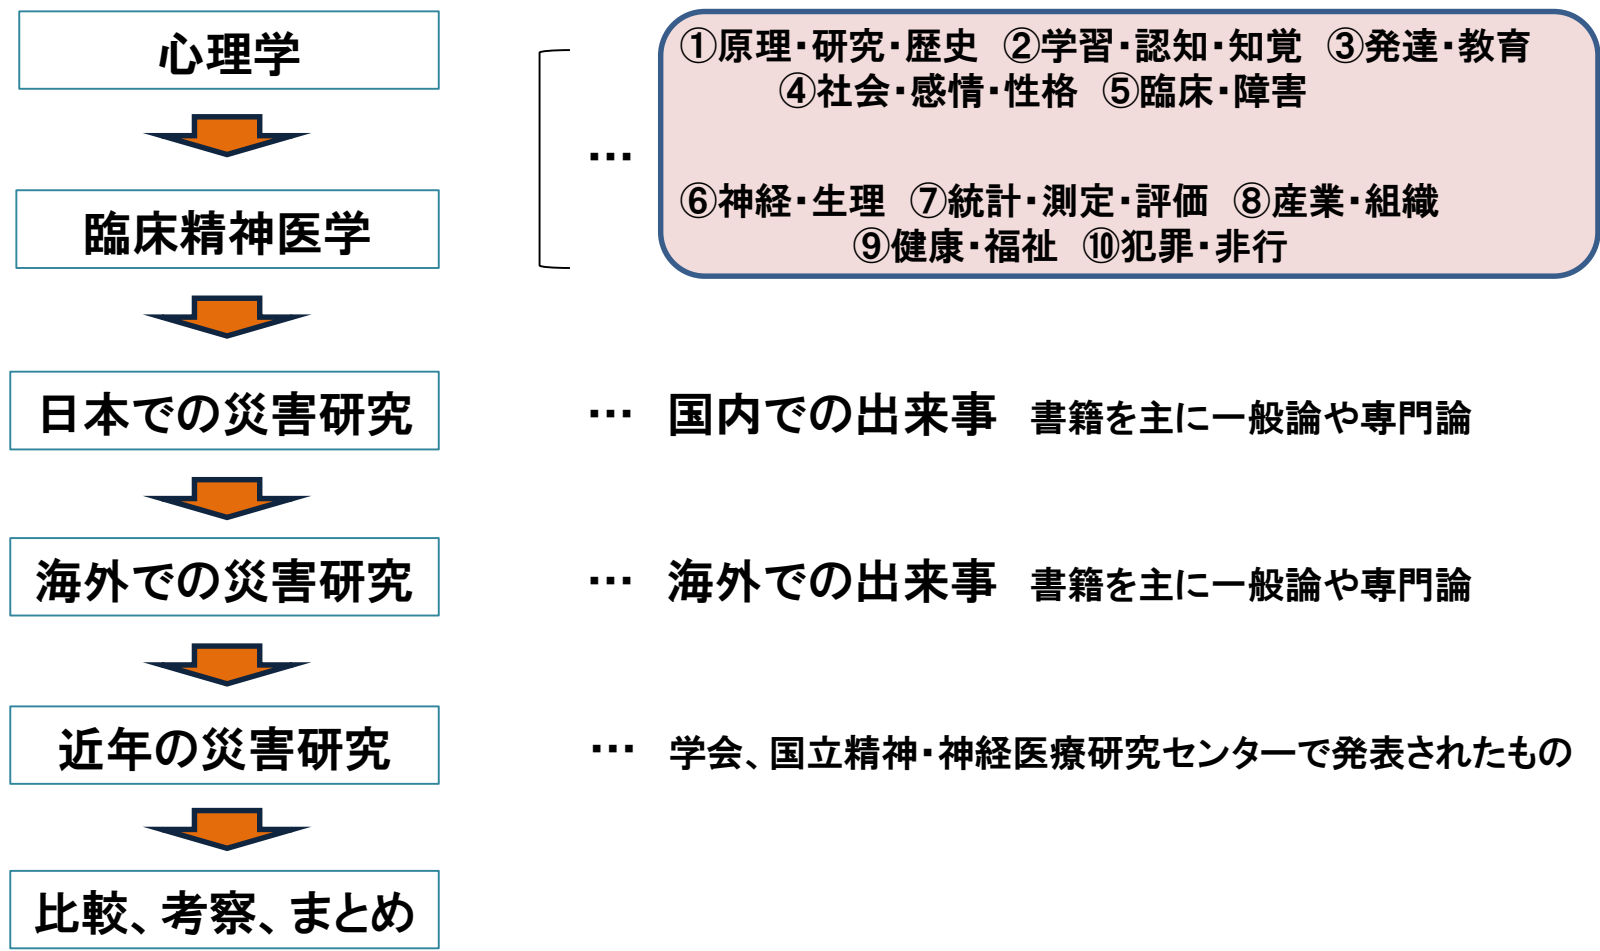 心理学
①原理・研究・歴史 ②学習・認知・知覚 ③発達・教育
④社会・感情・性格 ⑤臨床・障害
…
⑥神経・生理 ⑦統計・測定・評価 ⑧産業・組織
⑨健康・福祉 ⑩犯罪・非行
臨床精神医学
日本での災害研究 … 国内での出来事 書籍を主に一般論や専門論
海外での災害研究 … 海外での出来事 書籍を主に一般論や専門論
近年の災害研究 … 学会、国立精神・神経医療研究センターで発表されたもの
比較、考察、まとめ